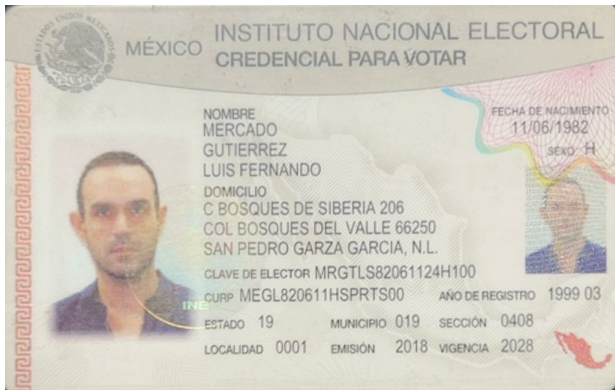 INSTITUTO NACIONAL ELECTORAL
MÉXICO CREDENCIAL PARA VOTAR
NOMBRE
MERCADO
GUTIERREZ
LUIS FERNANDO
FECHA DE NACIMIENTO
11/06/1982
SEXO H
DOMICILIO
C BOSQUES DE SIBERIA 206
COL BOSQUES DEL VALLE 66250
SAN PEDRO GARZA GARCIA, N.L.
CLAVE DE ELECTOR MRGTLS82061124H100
CURP MEGL820611HSPRTS00 AÑO DE REGISTRO 1999 03
ESTADO 19 MUNICIPIO 019 SECCIÓN 0408
LOCALIDAD 0001 EMISIÓN 2018 VIGENCIA 2028
INE